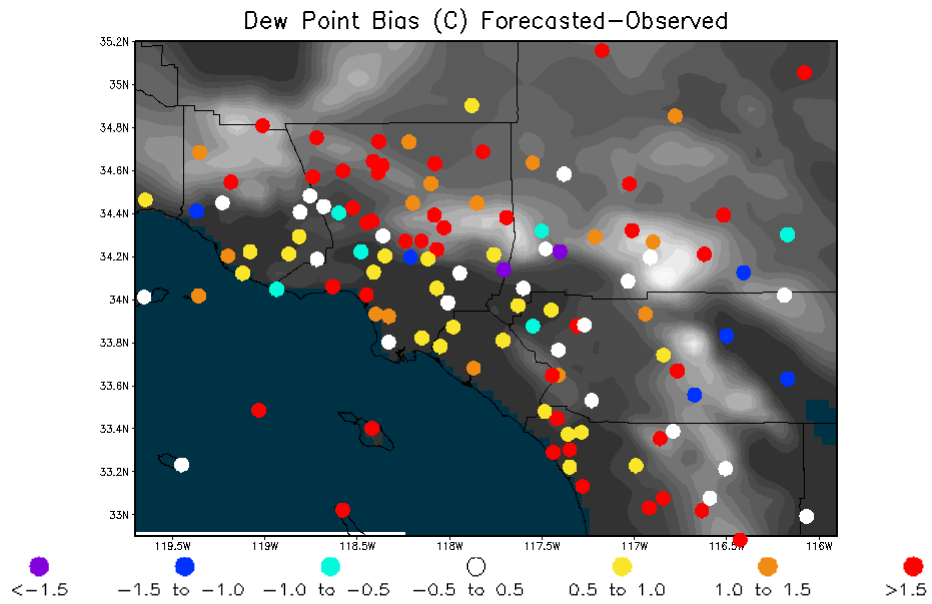 Dew Point Bias (C) Forecasted-Observed
35.2N
35N
34.8N
34.6N
34.4N
34.2N
34N
33.8N
33.6N
33.4N
33.2N
33N
119.5W 119W 118.5W 118W 117.5W 117W 116.5W 116W
<-1.5 -1.5 to -1.0 -1.0 to -0.5 -0.5 to 0.5 0.5 to 1.0 1.0 to 1.5 >1.5